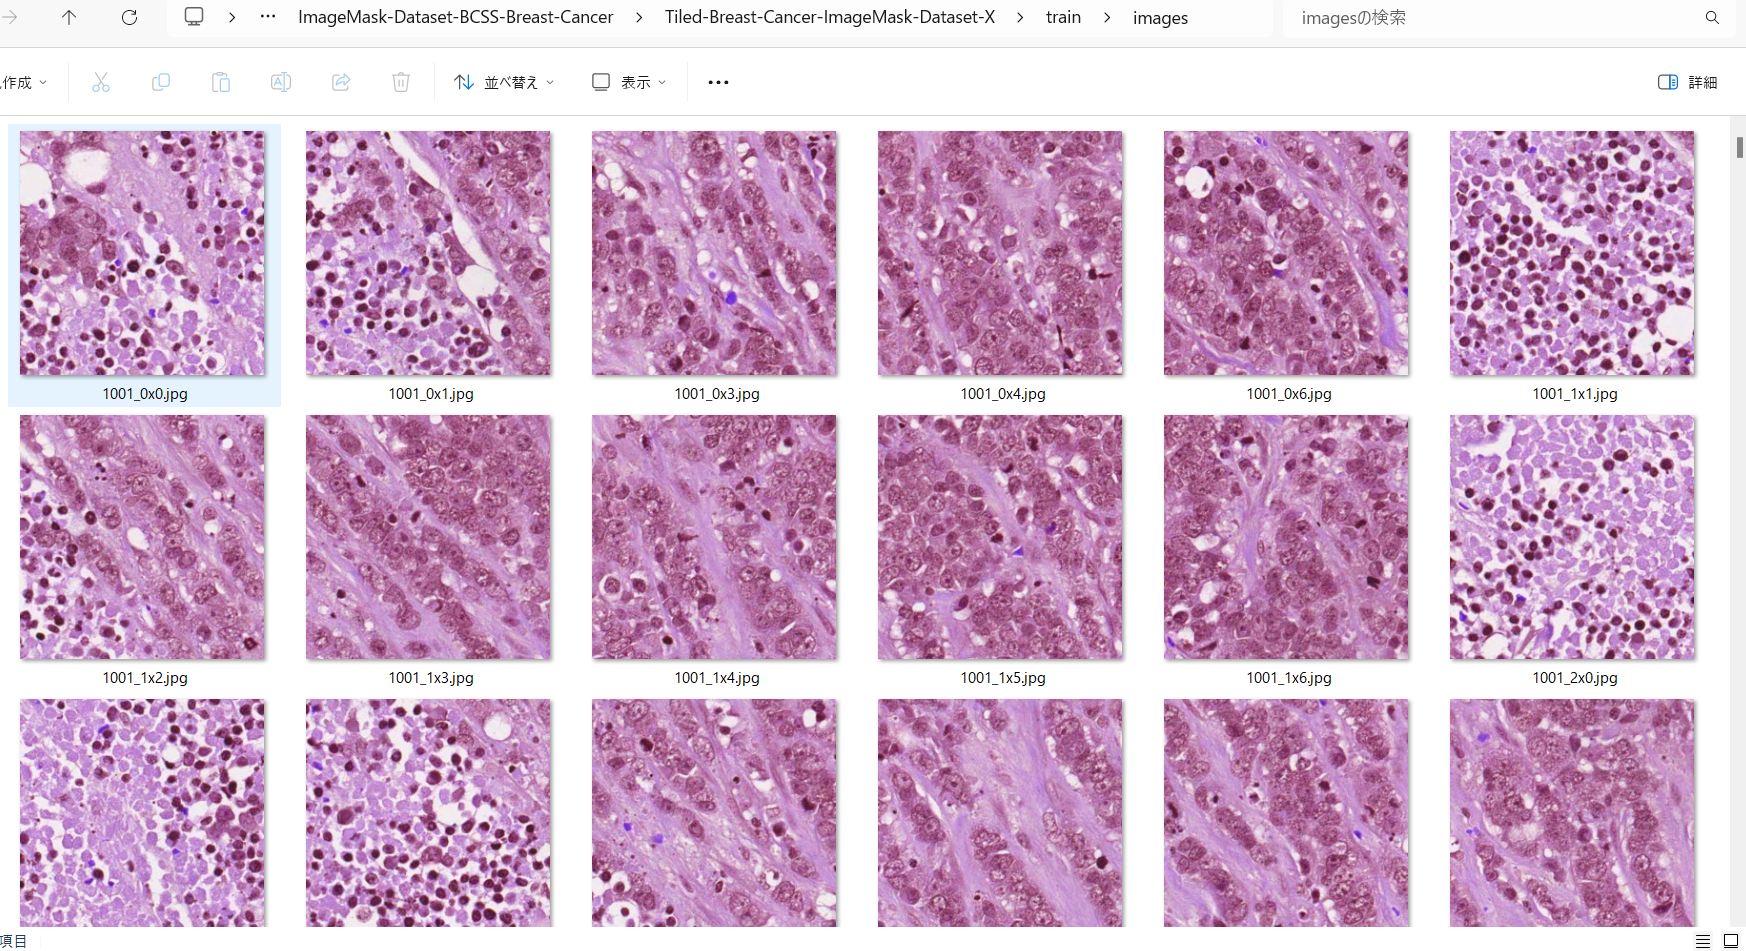 ImageMask-Dataset-BCSS-Breast-Cancer > Tiled-Breast-Cancer-ImageMask-Dataset-X > train > images
imagesの検索
作成
並べ替え
表示
詳細
1001_0x0.jpg
1001_0x1.jpg
1001_0x3.jpg
1001_0x4.jpg
1001_0x6.jpg
1001_1x1.jpg
1001_1x2.jpg
1001_1x3.jpg
1001_1x4.jpg
1001_1x5.jpg
1001_1x6.jpg
1001_2x0.jpg
項目